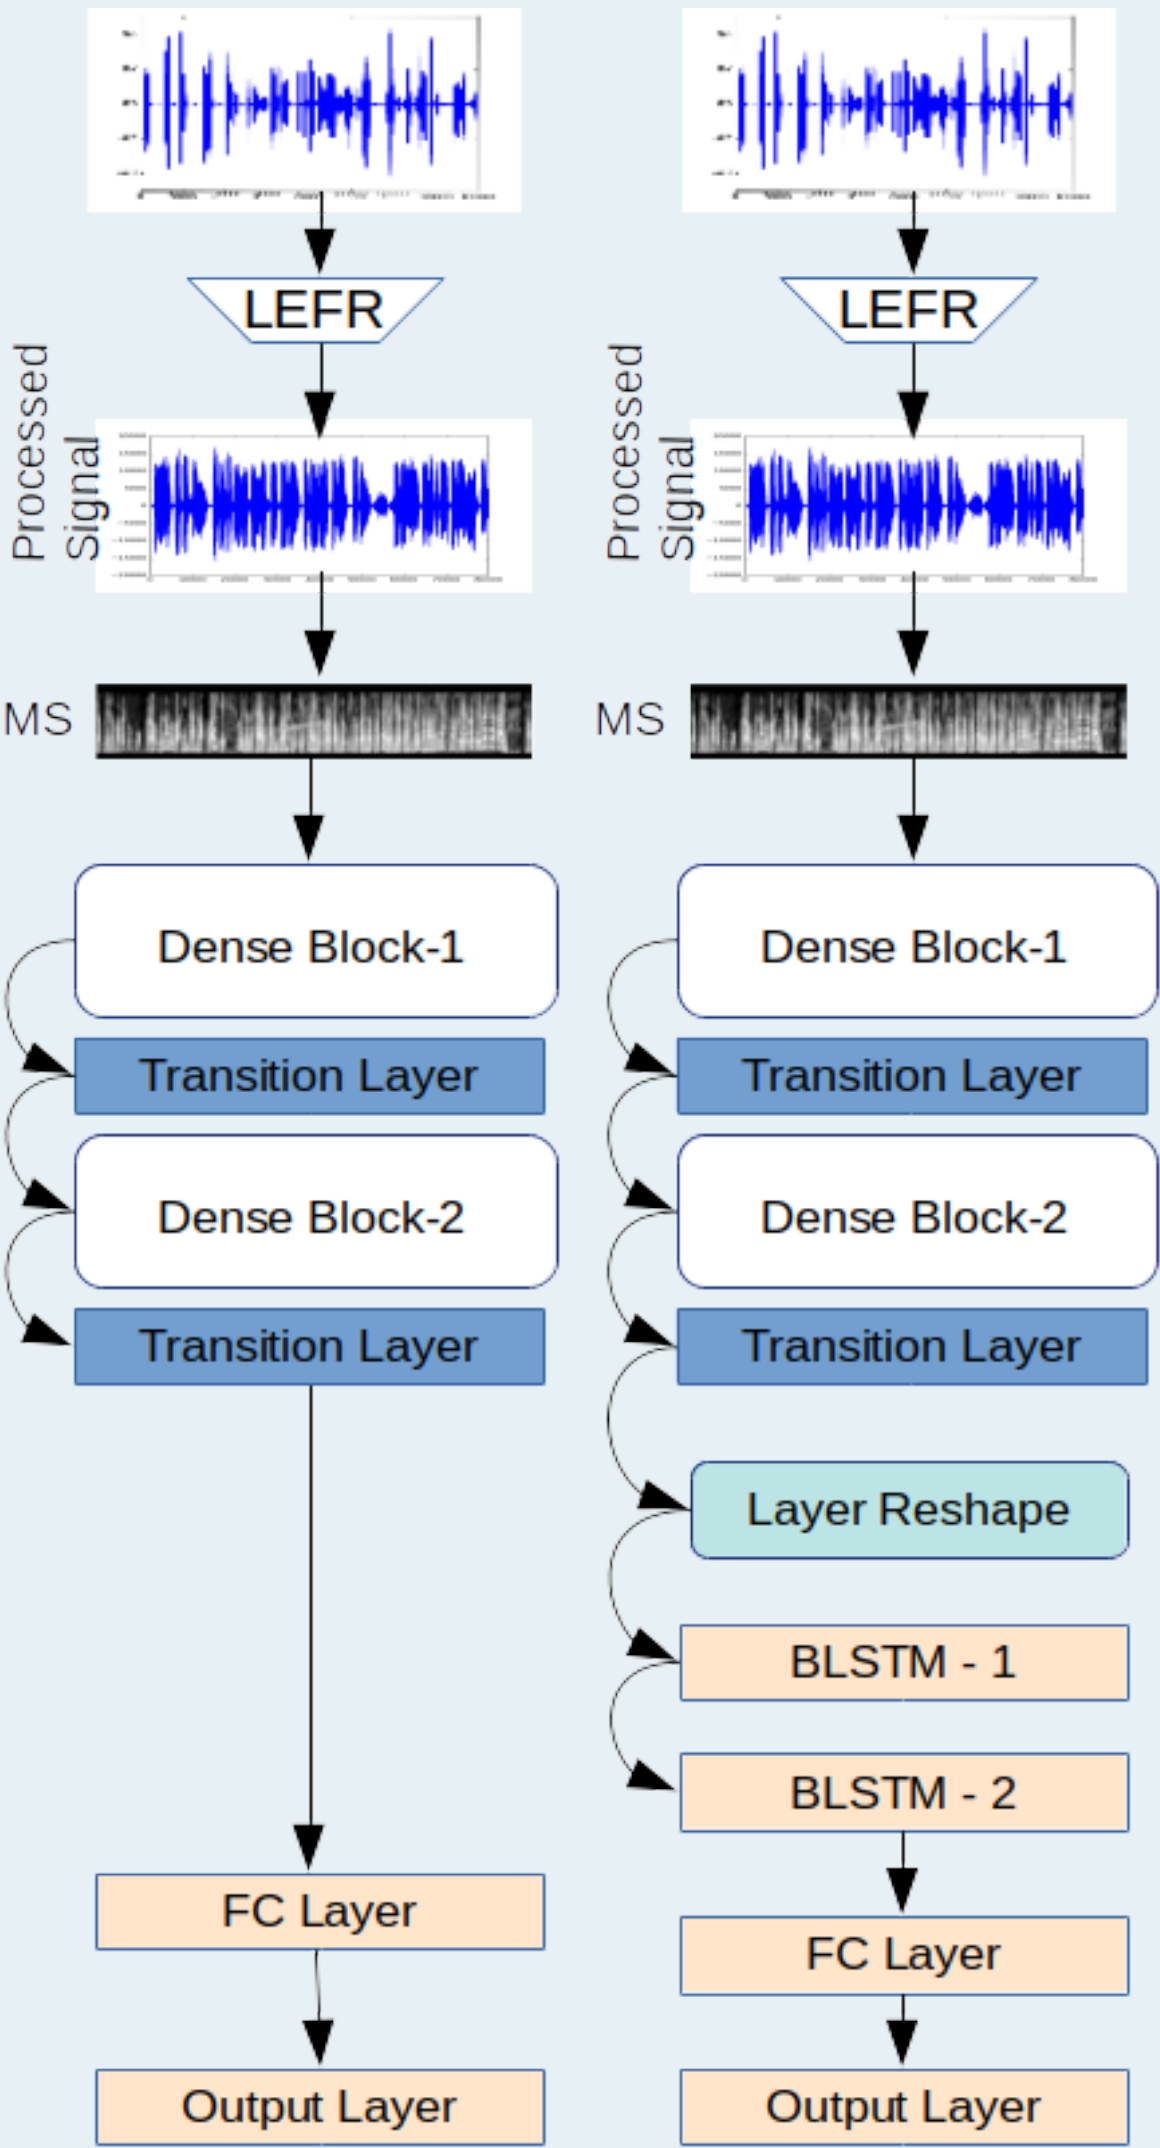 LEFR
Processed
Signal
MS
Dense Block-1
Transition Layer
Dense Block-2
Transition Layer
FC Layer
Output Layer
LEFR
Processed
Signal
MS
Dense Block-1
Transition Layer
Dense Block-2
Transition Layer
Layer Reshape
BLSTM - 1
BLSTM - 2
FC Layer
Output Layer